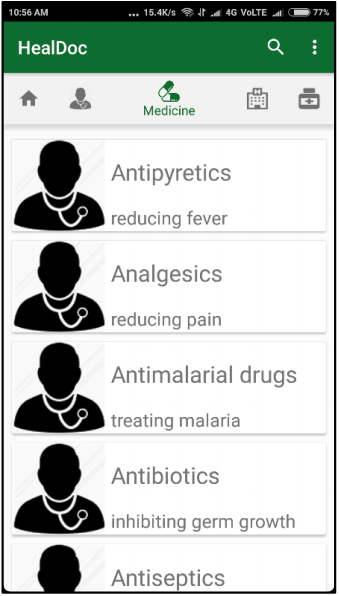 10:56 AM ... 15.4K/s 4G VoLTE 77%
HealDoc
Medicine
Antipyretics
reducing fever
Analgesics
reducing pain
Antimalarial drugs
treating malaria
Antibiotics
inhibiting germ growth
Antiseptics